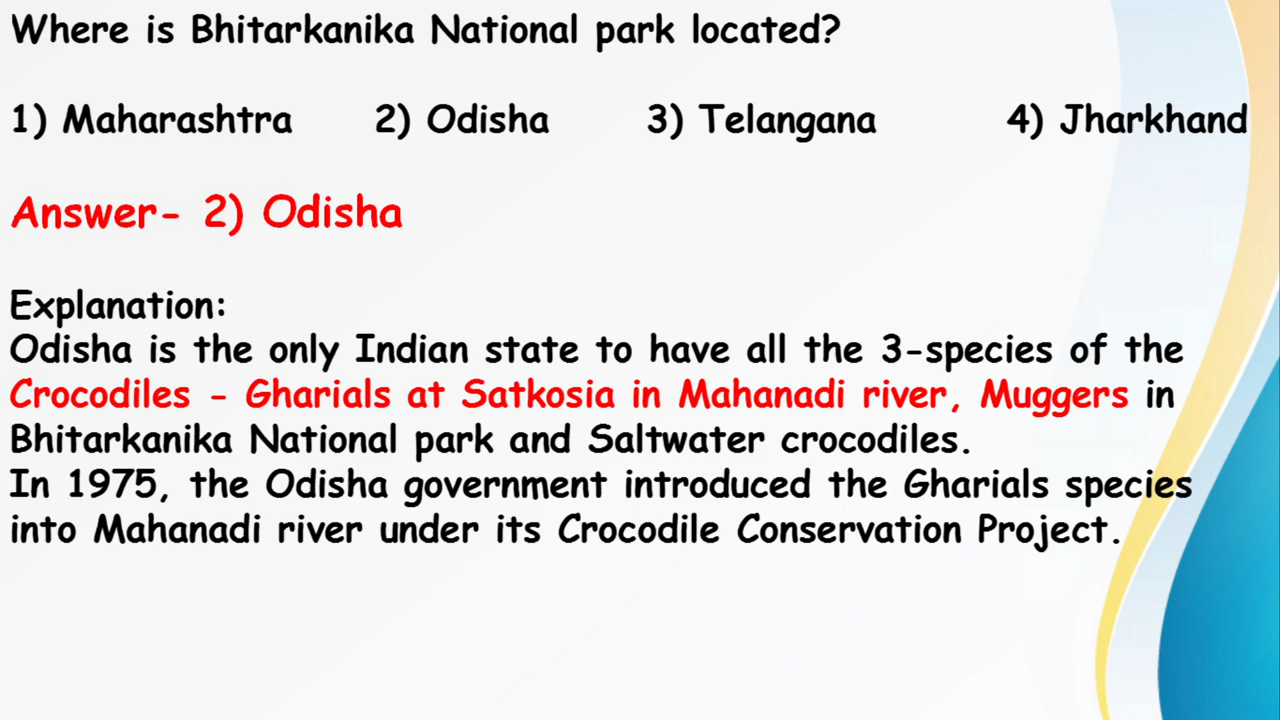 Where is Bhitarkanika National park located?
1) Maharashtra 2) Odisha 3) Telangana 4) Jharkhand
Answer- 2) Odisha
Explanation:
Odisha is the only Indian state to have all the 3-species of the
Crocodiles - Gharials at Satkosia in Mahanadi river, Muggers in
Bhitarkanika National park and Saltwater crocodiles.
In 1975, the Odisha government introduced the Gharials species
into Mahanadi river under its Crocodile Conservation Project.